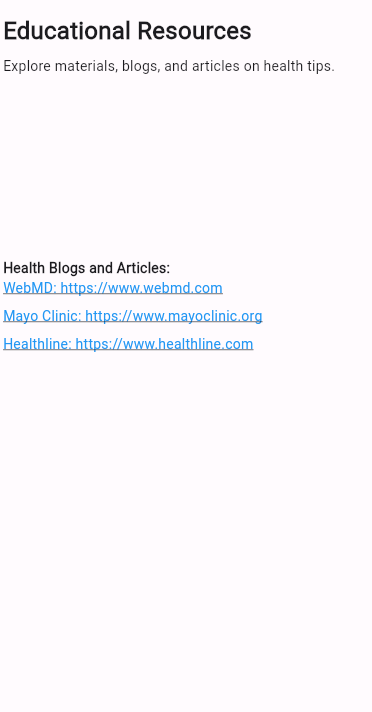 Educational Resources
Explore materials, blogs, and articles on health tips.
Health Blogs and Articles:
WebMD: https://www.webmd.com
Mayo Clinic: https://www.mayoclinic.org
Healthline: https://www.healthline.com